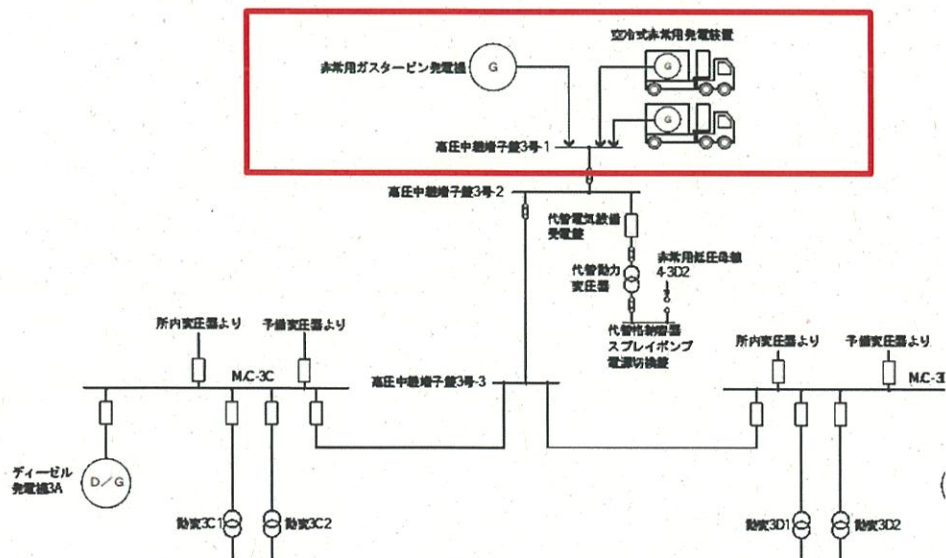 空冷式非常用発電装置
非常用ガスタービン発電機
G
G
G
高圧中継端子盤3号-1
高圧中継端子盤3号-2
代替電気設備
受電盤
代替動力
変圧器
非常用低圧母線
4-3D2
代替格納容器
スプレイポンプ
電源切換盤
所内変圧器より
予備変圧器より
M/C-3C
高圧中継端子盤3号-3
所内変圧器より
予備変圧器より
ディーゼル
発電機3A
D/G
動変3C1
動変3C2
動変3D1
動変3D2